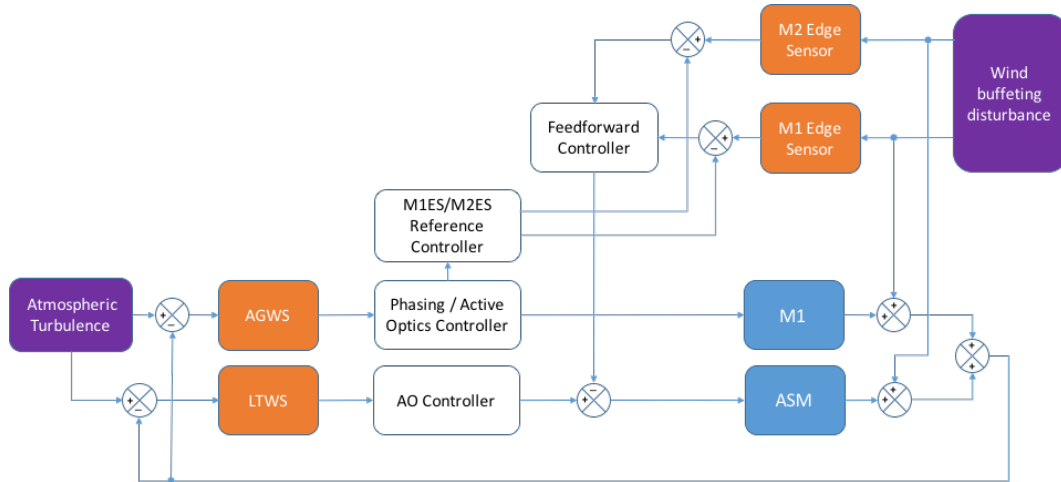 M2 Edge
Sensor
Wind
buffeting
disturbance
Feedforward
Controller
M1 Edge
Sensor
M1ES/M2ES
Reference
Controller
Atmospheric
Turbulence
AGWS
Phasing / Active
Optics Controller
M1
LTWS
AO Controller
ASM